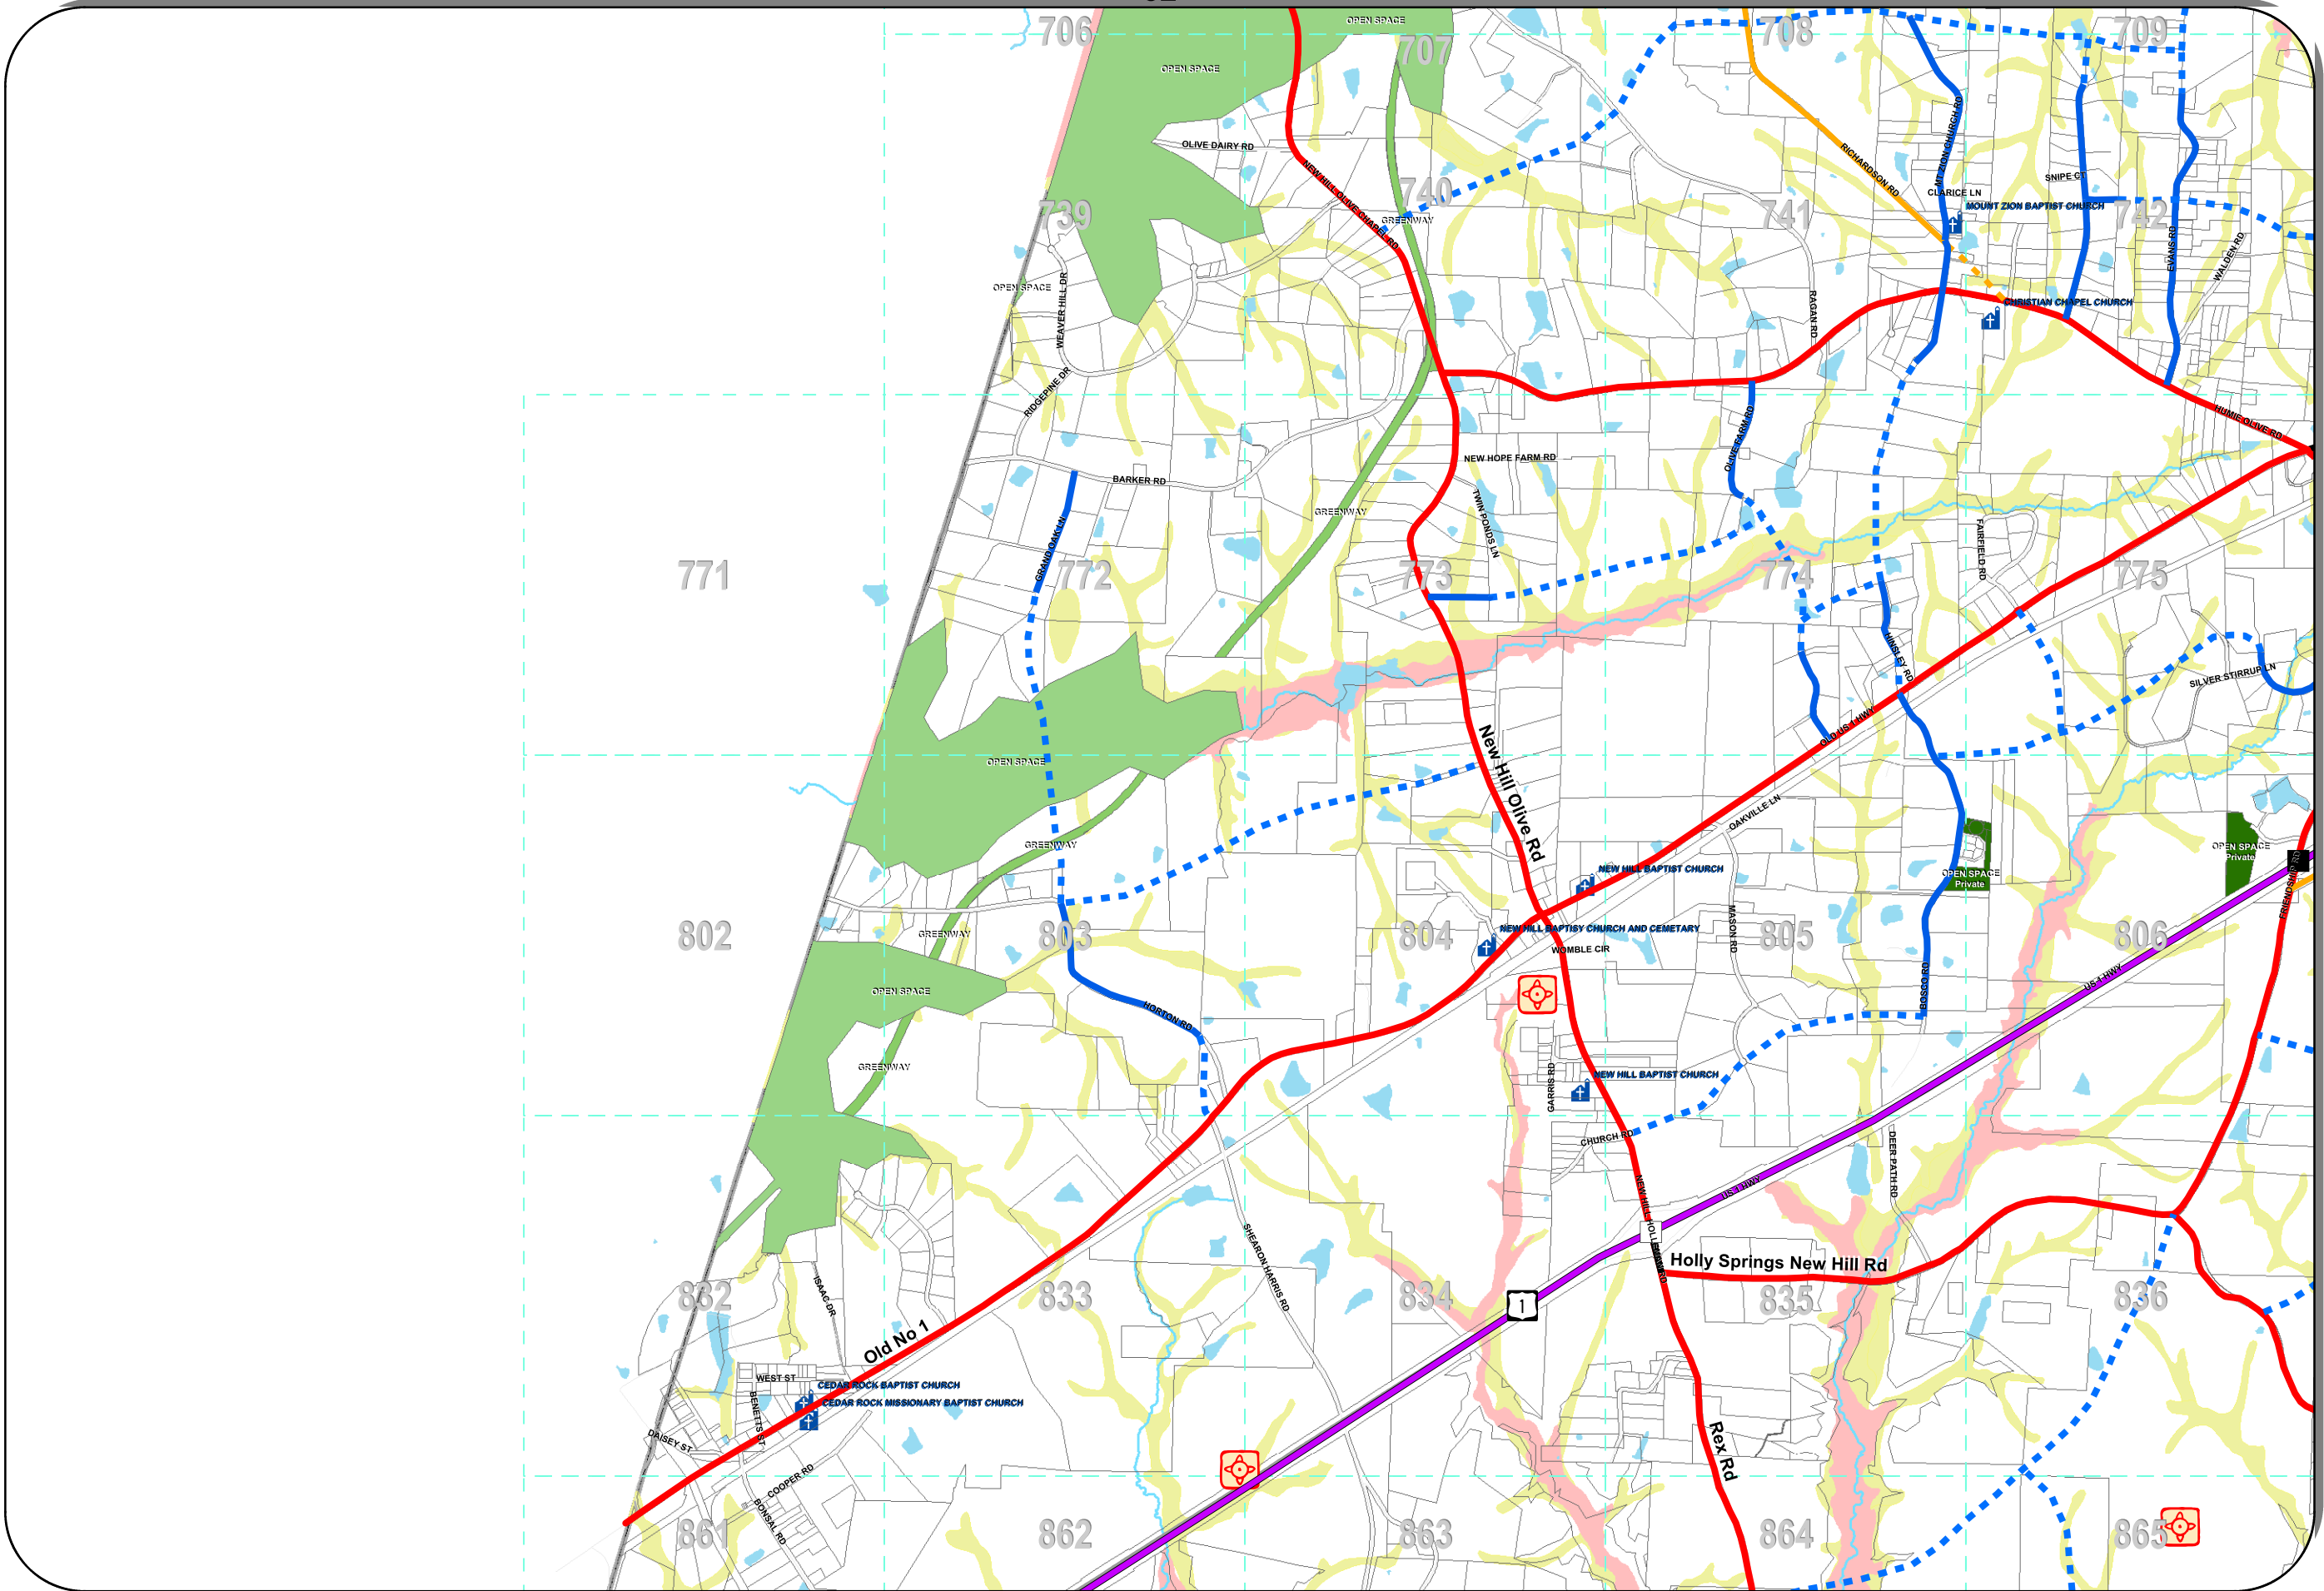 OPEN SPACE
706
707
708
709
OPEN SPACE
OLIVE DAIRY RD
MT ZION CHURCH RD
RICHARDSON RD
NEW HILL OLIVE CHAPEL RD
SNIPE CT
CLARICE LN
740
739
741
742
MOUNT ZION BAPTIST CHURCH
GREENWAY
EVANS RD
WALDEN RD
OPEN SPACE
WEAVER HILL DR
RAGAN RD
CHRISTIAN CHAPEL CHURCH
RIDGEPINE DR
HUMIE OLIVE RD
OLIVE FARM RD
NEW HOPE FARM RD
BARKER RD
GREENWAY
TWIN PONDS LN
GRAND OAK LN
FAIRFIELD RD
771
772
773
774
775
HINSLEY RD
SILVER STIRRUP LN
OLD US 1 HWY
OPEN SPACE
New Hill Olive Rd
OAKVILLE LN
GREENWAY
OPEN SPACE
Private
NEW HILL BAPTIST CHURCH
OPEN SPACE
Private
FRIENDSHIP RD
MASON RD
NEW HILL BAPTISY CHURCH AND CEMETARY
GREENWAY
802
803
804
805
806
WOMBLE CIR
US 1 HWY
BOSCO RD
OPEN SPACE
HORTON RD
GREENWAY
NEW HILL BAPTIST CHURCH
GARRIS RD
CHURCH RD
DEER PATH RD
US 1 HWY
SHEARON HARRIS RD
Holly Springs New Hill Rd
ISAAC DR
832
833
834
835
836
1
Old No 1
WEST ST
CEDAR ROCK BAPTIST CHURCH
CEDAR ROCK MISSIONARY BAPTIST CHURCH
BENETTS ST
DAISEY ST
Rex Rd
COOPER RD
BONSAL RD
861
862
863
864
865